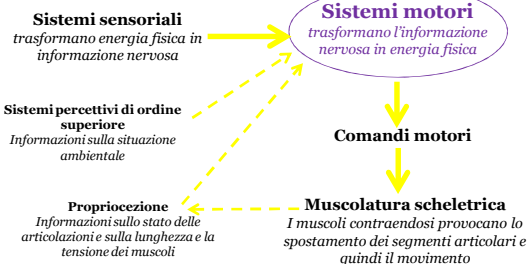 Sistemi sensoriali
trasformano energia fisica in
informazione nervosa
Sistemi motori
trasformano l'informazione
nervosa in energia fisica
Sistemi percettivi di ordine
superiore
Informazioni sulla situazione
ambientale
Comandi motori
Propriocezione
Informazioni sullo stato delle
articolazioni e sulla lunghezza e la
tensione dei muscoli
Muscolatura scheletrica
I muscoli contraendosi provocano lo
spostamento dei segmenti articolari e
quindi il movimento